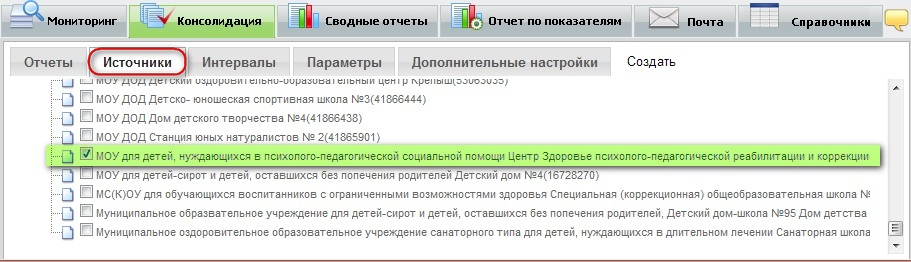 Мониторинг Консолидация Сводные отчеты Отчет по показателям Почта Справочники
Отчеты Источники Интервалы Параметры Дополнительные настройки Создать
МОУ ДОД Детский оздоровительно-образовательный центр Крепыш(53063035)
МОУ ДОД Детско- юношеская спортивная школа №3(41866444)
МОУ ДОД Дом детского творчества №4(41866438)
МОУ ДОД Станция юных натуралистов № 2(41865901)
МОУ для детей, нуждающихся в психолого-педагогической социальной помощи Центр Здоровье психолого-педагогической реабилитации и коррекции
МОУ для детей-сирот и детей, оставшихся без попечения родителей Детский дом №4(16728270)
МС(К)ОУ для обучающихся воспитанников с ограниченными возможностями здоровья Специальная (коррекционная) общеобразовательная школа №
Муниципальное образвательное учреждение для детей-сирот и детей, оставшихся без попечения родителей, Детский дом-школа №95 Дом детства
Муниципальное оздоровительное образовательное учреждение санаторного типа для детей, нуждающихся в длительном лечении Санаторная школа